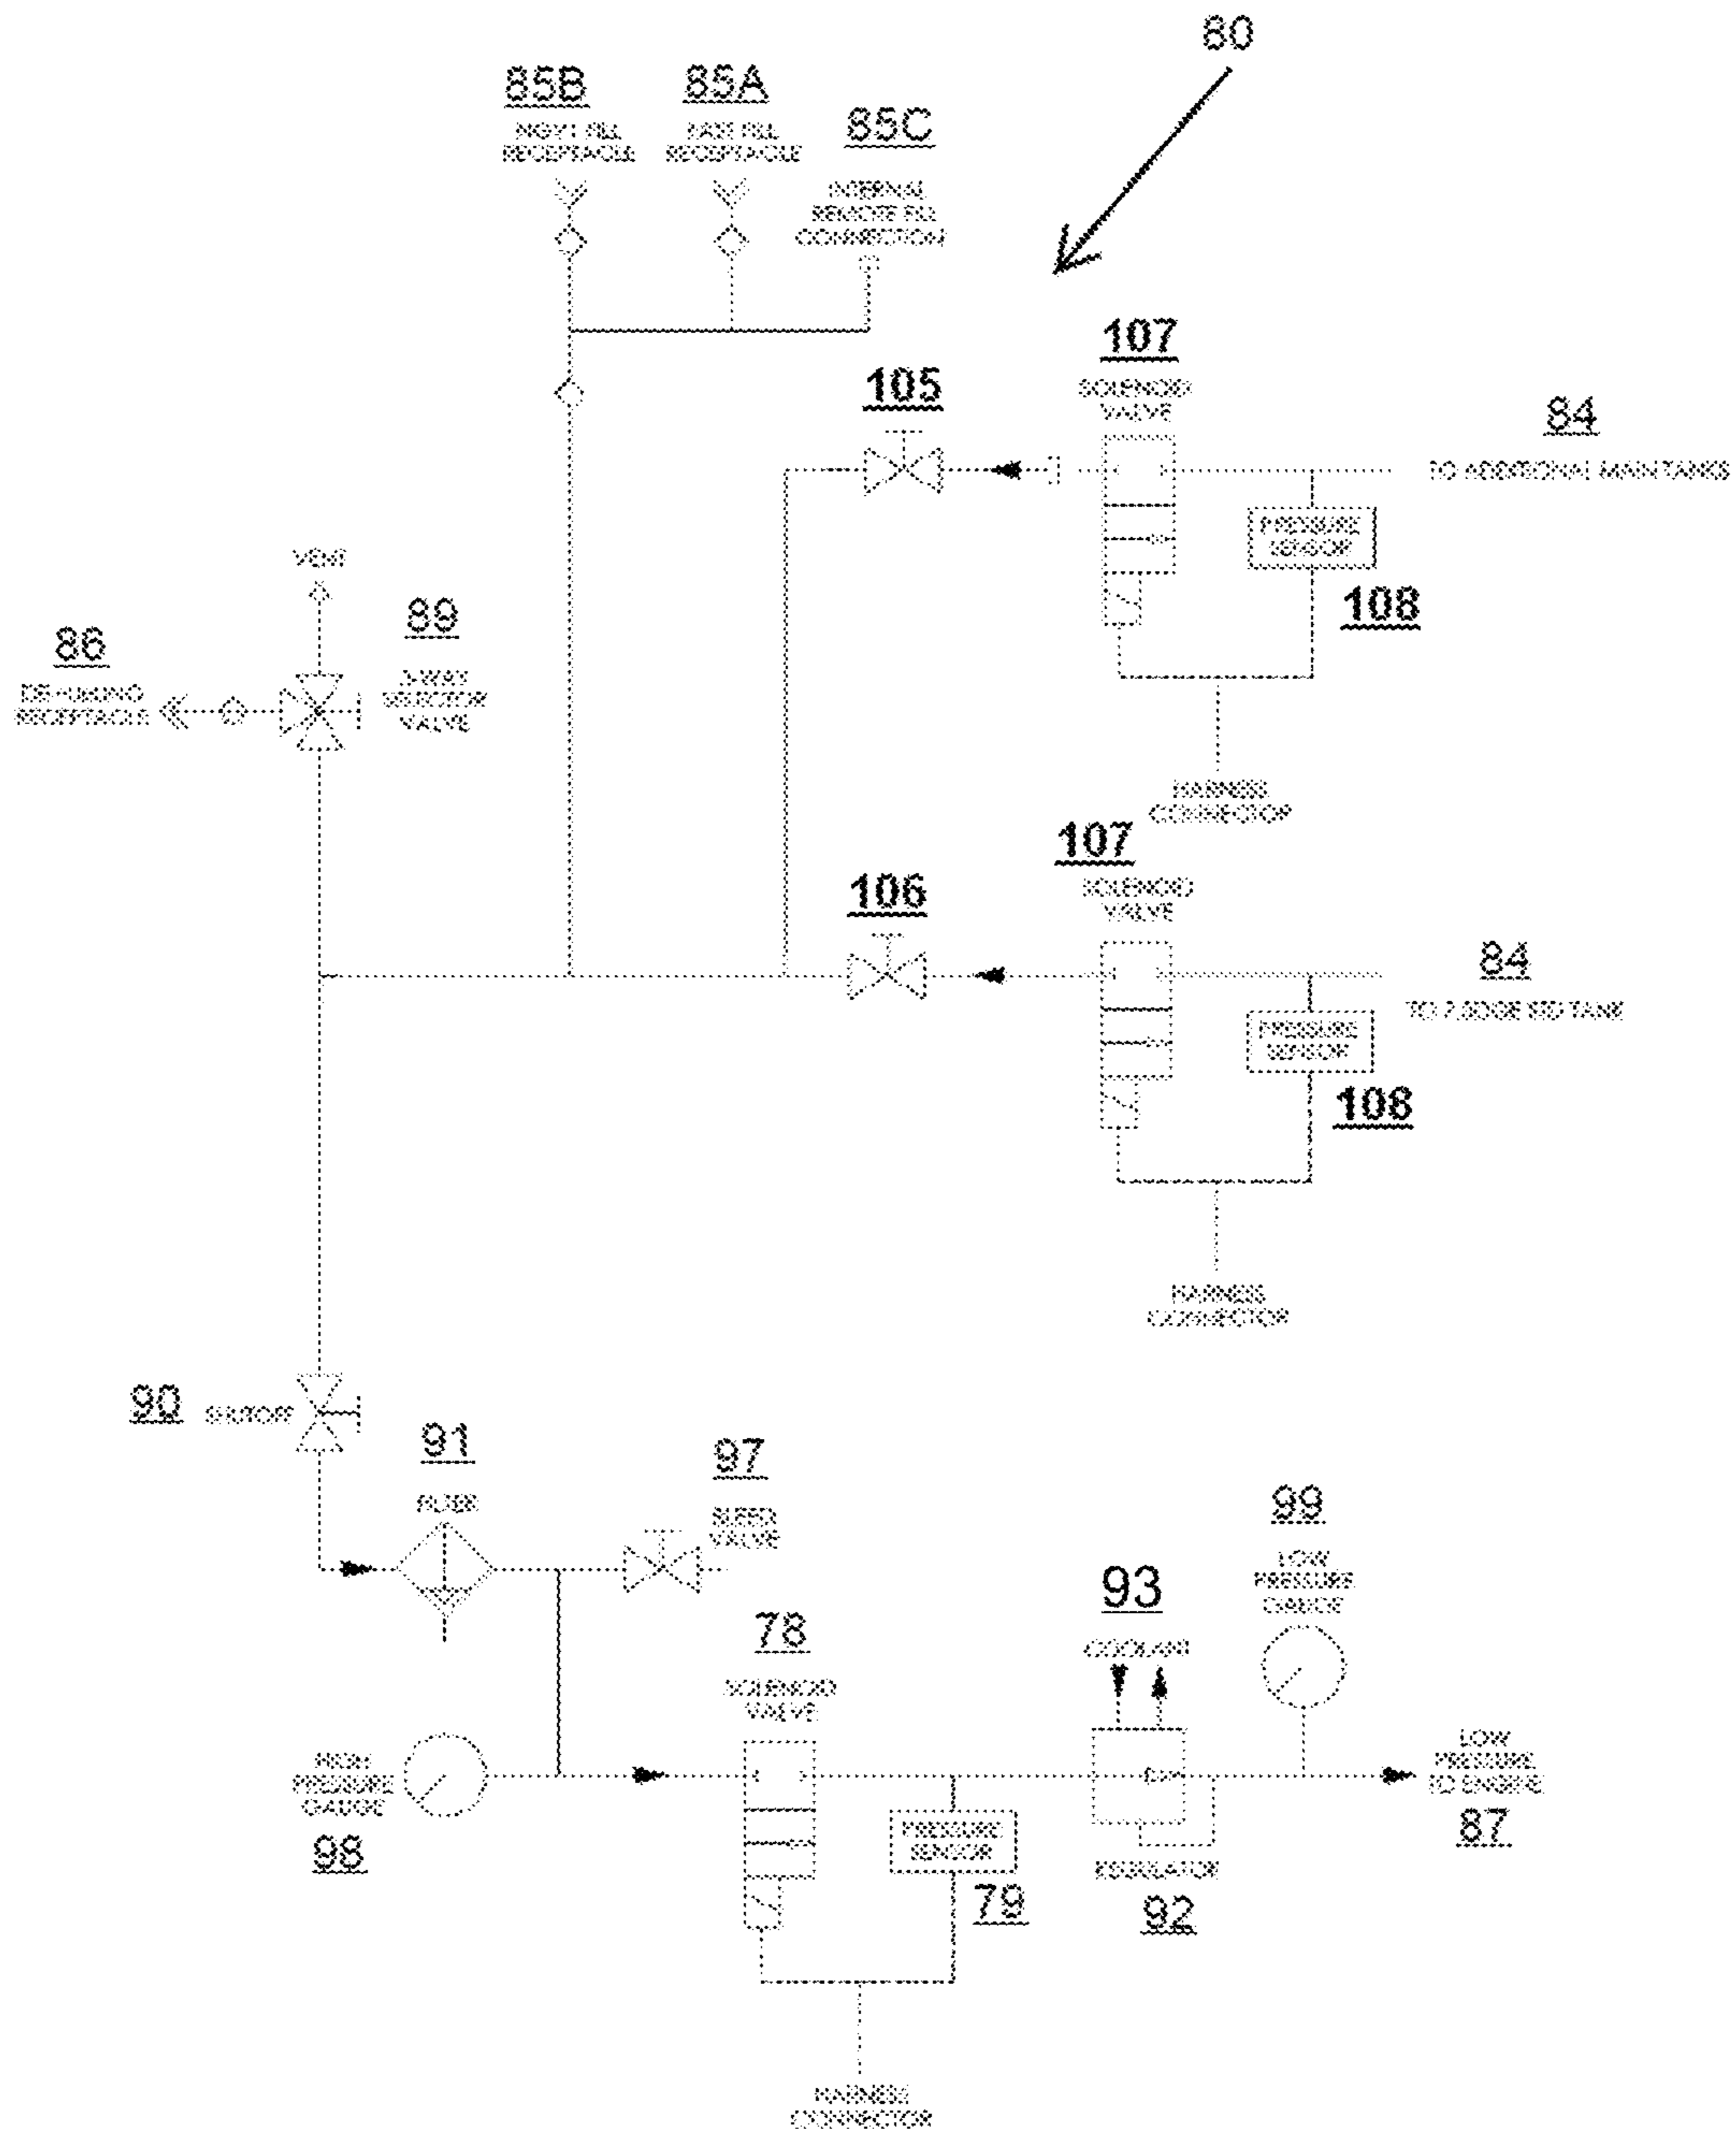 80
85B
NGV1 FILL
RECEPTACLE
85A
FAST FILL
RECEPTACLE
85C
INTERNAL
REMOTE FILL
CONNECTION
105
107
SOLENOID
VALVE
84
TO ADDITIONAL MAIN TANKS
PRESSURE
SENSOR
108
HARNESS
CONNECTOR
VENT
86
DEFUELING
RECEPTACLE
89
3-WAY
SELECTOR
VALVE
106
107
SOLENOID
VALVE
84
TO
STD TANK
PRESSURE
SENSOR
108
HARNESS
CONNECTOR
90
SHUTOFF
91
FILTER
97
BLEED
VALVE
78
SOLENOID
VALVE
93
COOLANT
99
LOW
PRESSURE
GAUGE
HIGH
PRESSURE
GAUGE
98
PRESSURE
SENSOR
79
REGULATOR
92
LOW
PRESSURE
TO ENGINE
87
HARNESS
CONNECTOR